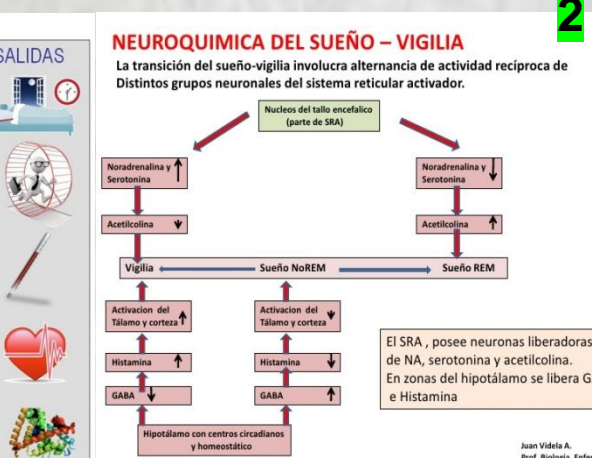 2
SALIDAS
NEUROQUIMICA DEL SUEÑO – VIGILIA
La transición del sueño-vigilia involucra alternancia de actividad recíproca de
Distintos grupos neuronales del sistema reticular activador.
Nucleos del tallo encefalico
(parte de SRA)
Noradrenalina y
Serotonina
Noradrenalina y
Serotonina
Acetilcolina
Acetilcolina
Vigilia
Sueño NoREM
Sueño REM
Activacion del
Tálamo y corteza
Activacion del
Tálamo y corteza
Histamina
Histamina
GABA
GABA
Hipotálamo con centros circadianos
y homeostático
El SRA , posee neuronas liberadoras
de NA, serotonina y acetilcolina.
En zonas del hipotálamo se libera G
e Histamina
Juan Videla A.
Prof. Biología. Enfe